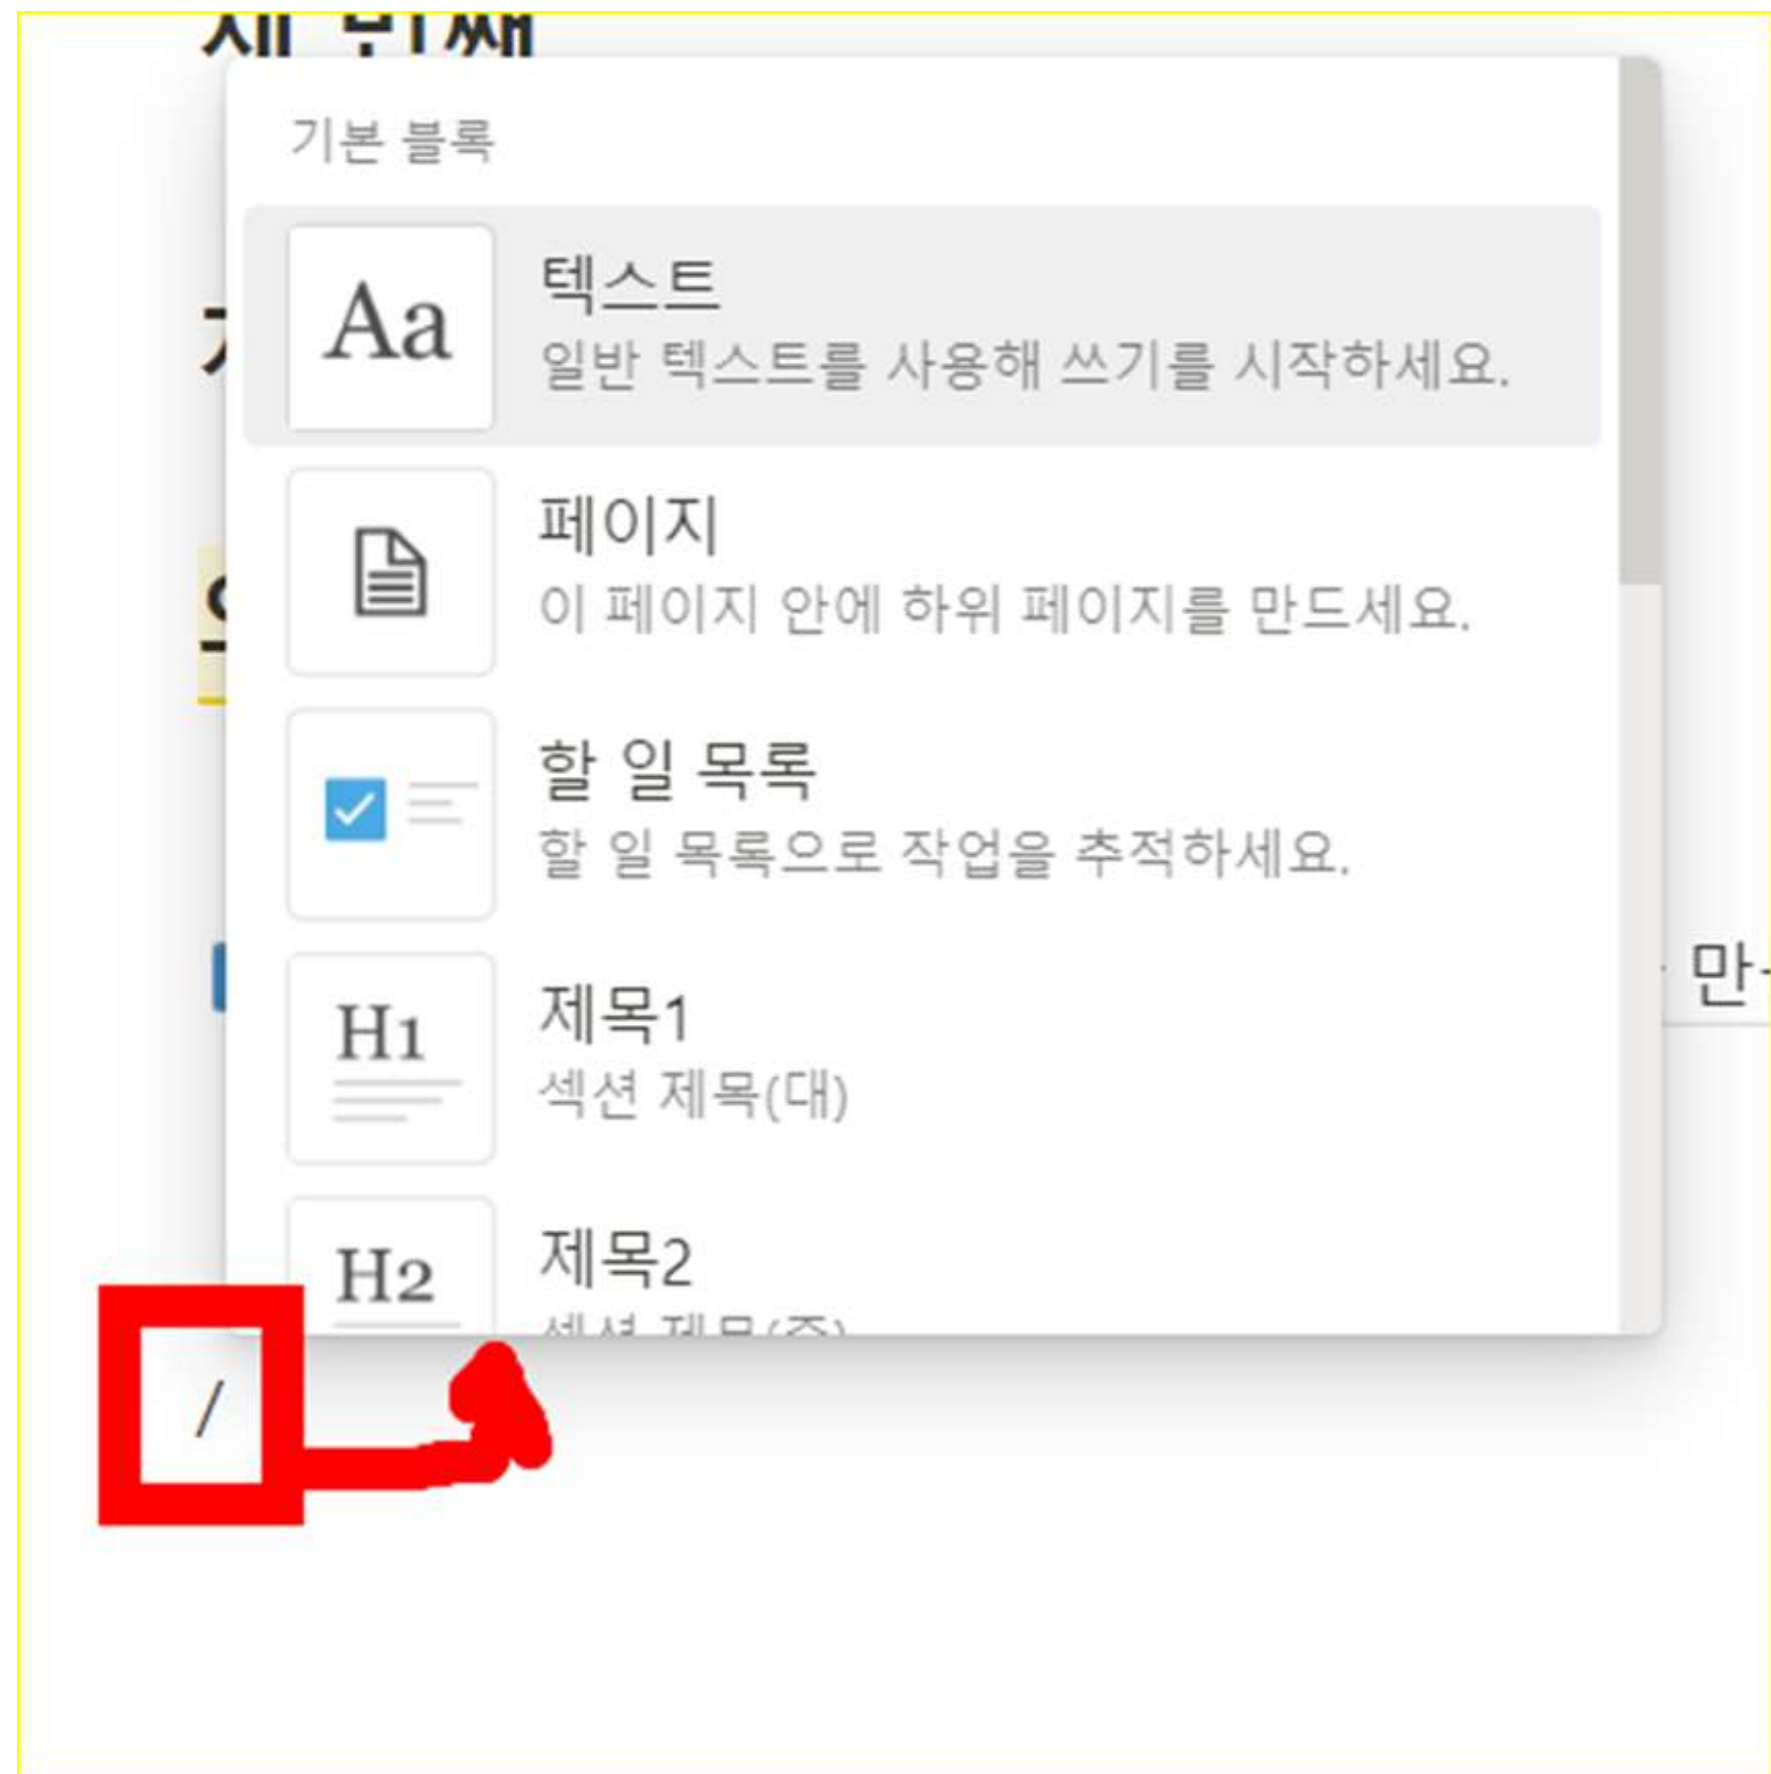 기본 블록
Aa
텍스트
일반 텍스트를 사용해 쓰기를 시작하세요.
페이지
이 페이지 안에 하위 페이지를 만드세요.
할 일 목록
할 일 목록으로 작업을 추적하세요.
만
H1
제목1
섹션 제목(대)
H2
제목2
/